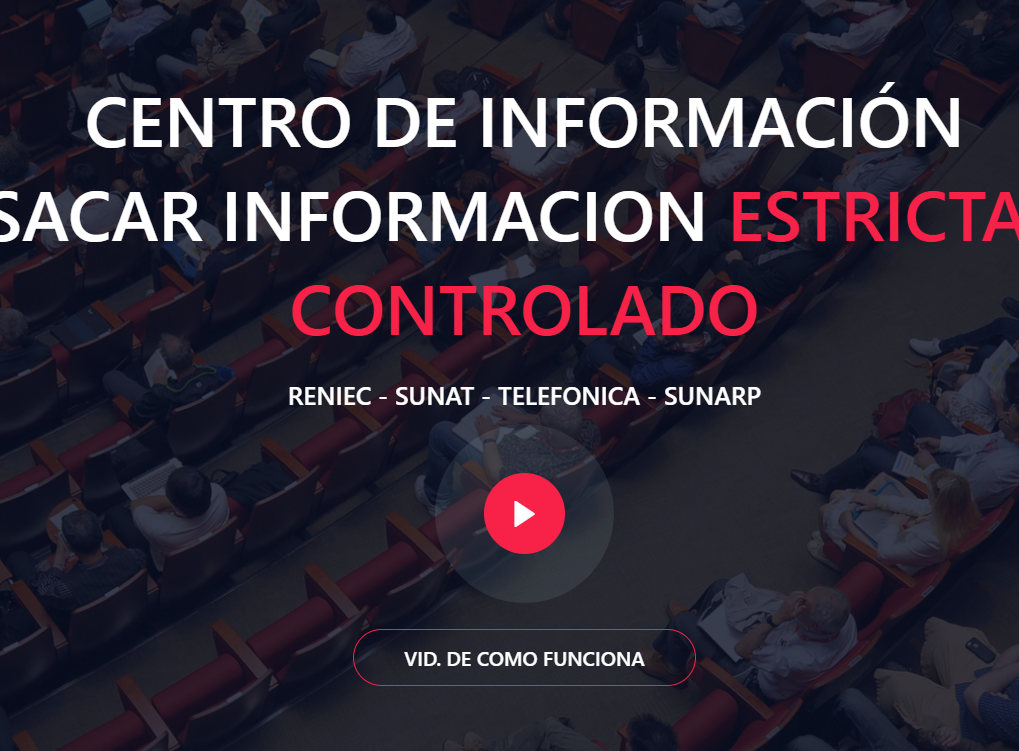 CENTRO DE INFORMACIÓN
SACAR INFORMACION ESTRICTA
CONTROLADO
RENIEC - SUNAT - TELEFONICA - SUNARP
VID. DE COMO FUNCIONA